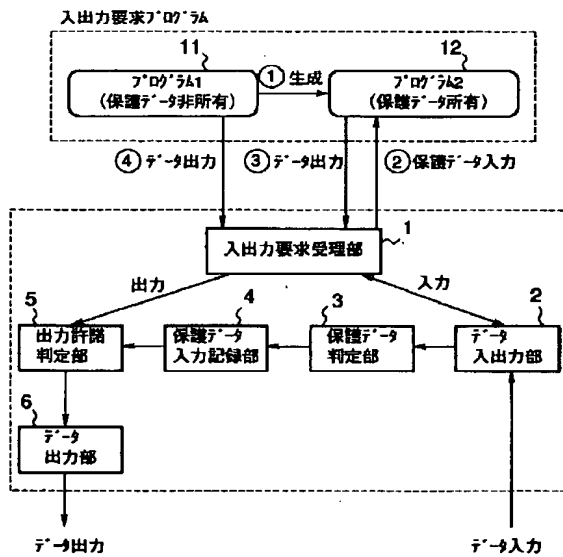 入出力要求プログラム
11
12
プログラム1
(保護データ非所有)
① 生成
プログラム2
(保護データ所有)
④ データ出力
③ データ出力
② 保護データ入力
1
入出力要求受理部
出力
入力
5
4
3
2
出力許諾
判定部
保護データ
入力記録部
保護データ
判定部
データ
入出力部
6
データ
出力部
データ出力
データ入力